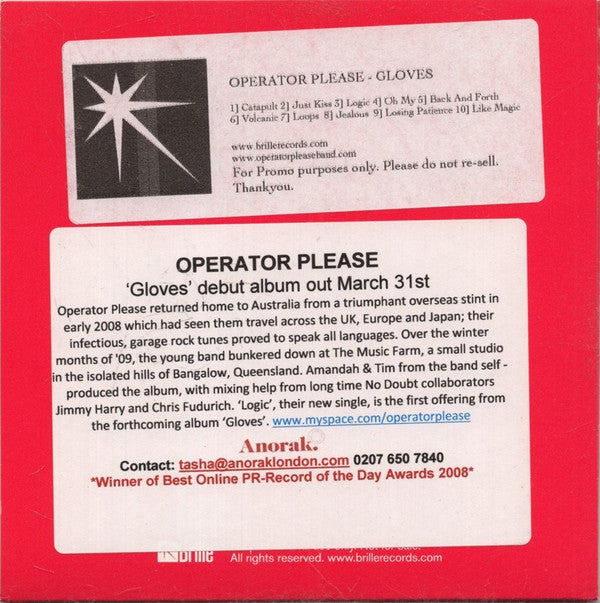 OPERATOR PLEASE - GLOVES
1] Catapult 2] Just Kiss 3] Logic 4] Oh My 5] Back And Forth
6] Volcanic 7] Loops 8] Jealous 9] Losing Patience 10] Like Magic
www.brillerecords.com
www.operatorpleaseband.com
For Promo purposes only. Please do not re-sell.
Thankyou.
OPERATOR PLEASE
'Gloves' debut album out March 31st
Operator Please returned home to Australia from a triumphant overseas stint in
early 2008 which had seen them travel across the UK, Europe and Japan; their
infectious, garage rock tunes proved to speak all languages. Over the winter
months of '09, the young band bunkered down at The Music Farm, a small studio
in the isolated hills of Bangalow, Queensland. Amandah & Tim from the band self -
produced the album, with mixing help from long time No Doubt collaborators
Jimmy Harry and Chris Fudurich. 'Logic', their new single, is the first offering from
the forthcoming album 'Gloves'. www.myspace.com/operatorplease
Anorak.
Contact: tasha@anoraklondon.com 0207 650 7840
*Winner of Best Online PR-Record of the Day Awards 2008*
brille
All rights reserved. www.brillerecords.com